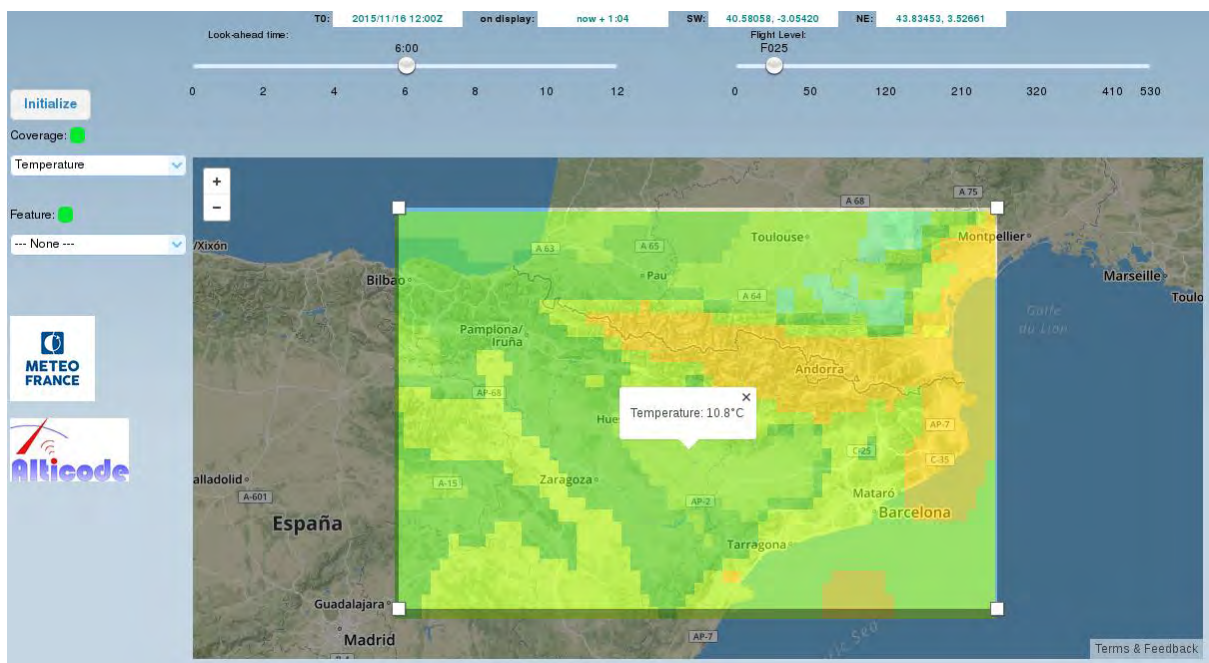 T0: 2015/11/16 12:00Z on display: now + 1:04 SW: 40.58058, -3.05420 NE: 43.83453, 3.52661
Look-ahead time: Flight Level:
6:00 F025
0 2 4 6 8 10 12 0 50 120 210 320 410 530
Initialize
Coverage:
Temperature
+
−
Feature:
--- None ---
METEO
FRANCE
Alticode
A 75
A 68
/Xixón
Toulouse
Montpellier
A 63
A 65
Bilbao
Pau
Marseille
A 64
Toulo
Golfe
du Lion
Pamplona/
Iruña
Andorra
AP-68
×
Temperature: 10.8°C
Hue
AP-7
C-25
C-35
alladolid
A-15
Zaragoza
A-601
AP-2
Mataró
Barcelona
España
Tarragona
Guadalajara
Madrid
AP-7
Sea
Terms & Feedback